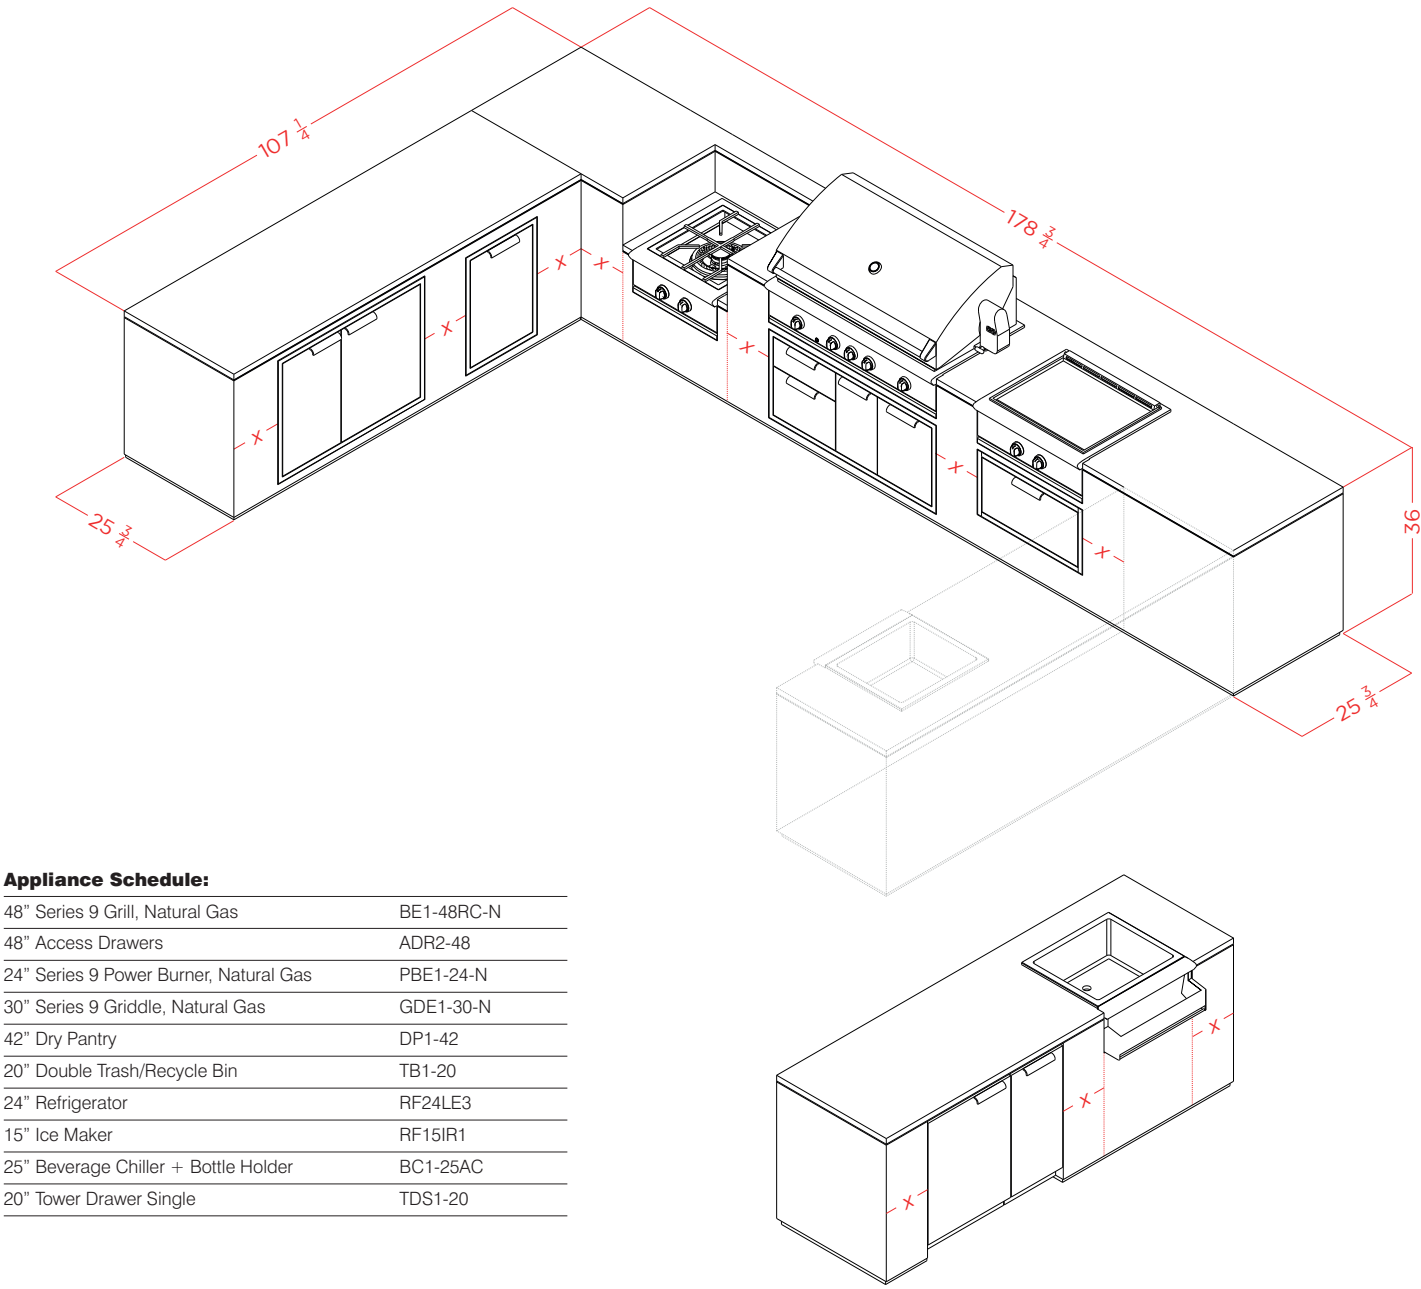 107 1/4
178 3/4
36
25 3/4
25 3/4
X
X
X
X
X
X
X
X
X
X
Appliance Schedule:
48” Series 9 Grill, Natural Gas BE1-48RC-N
48” Access Drawers ADR2-48
24” Series 9 Power Burner, Natural Gas PBE1-24-N
30” Series 9 Griddle, Natural Gas GDE1-30-N
42” Dry Pantry DP1-42
20” Double Trash/Recycle Bin TB1-20
24” Refrigerator RF24LE3
15” Ice Maker RF15IR1
25” Beverage Chiller + Bottle Holder BC1-25AC
20” Tower Drawer Single TDS1-20